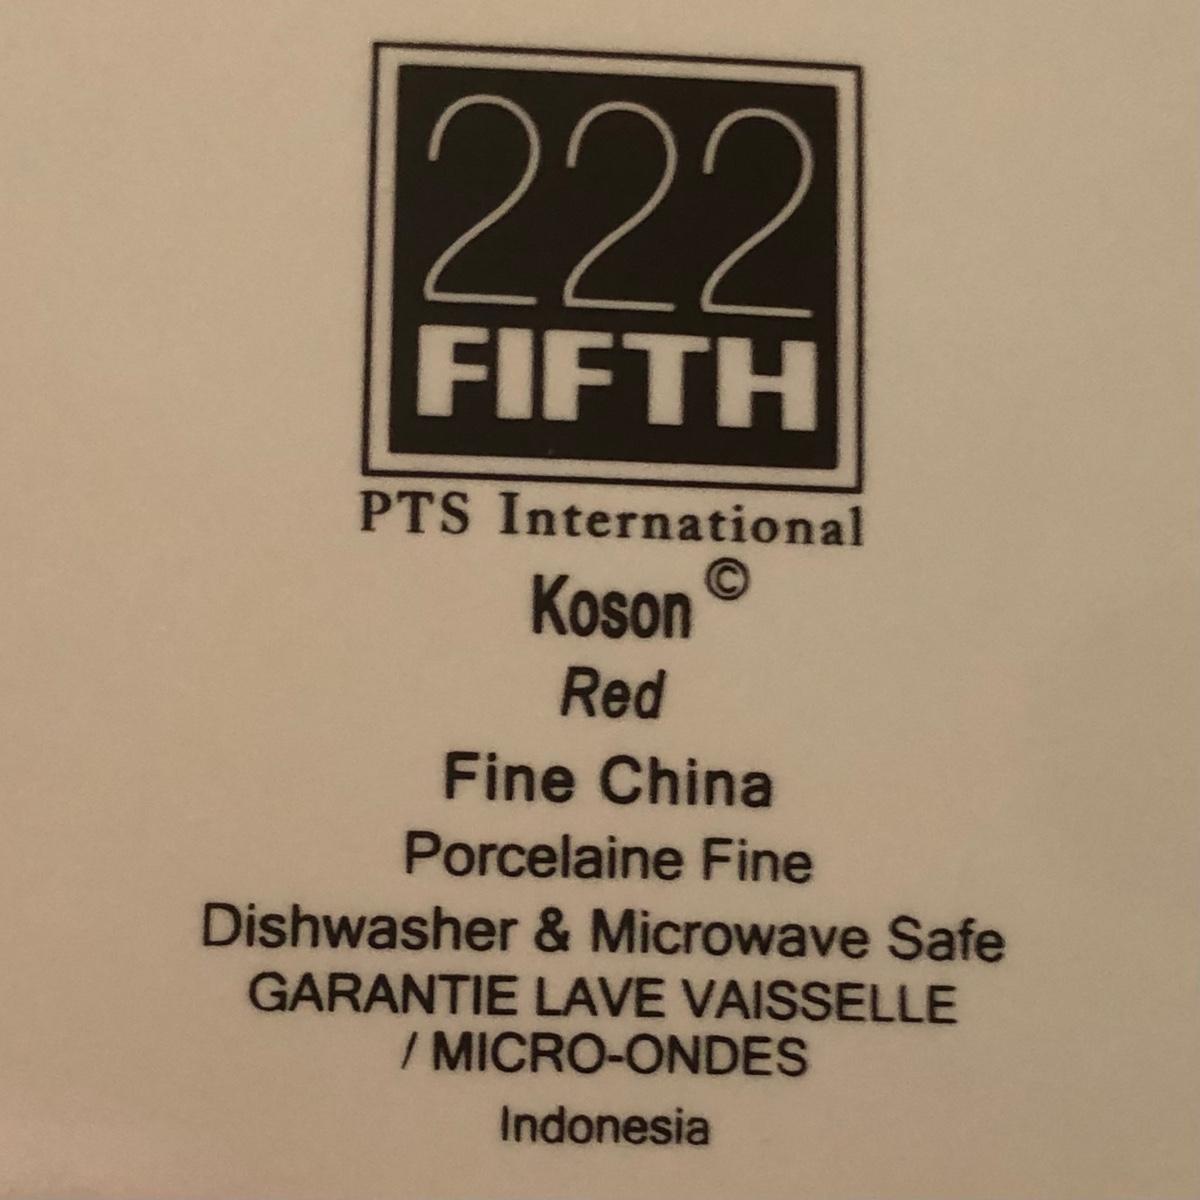 222
FIFTH
PTS International
Koson ©
Red
Fine China
Porcelaine Fine
Dishwasher & Microwave Safe
GARANTIE LAVE VAISSELLE
/ MICRO-ONDES
Indonesia